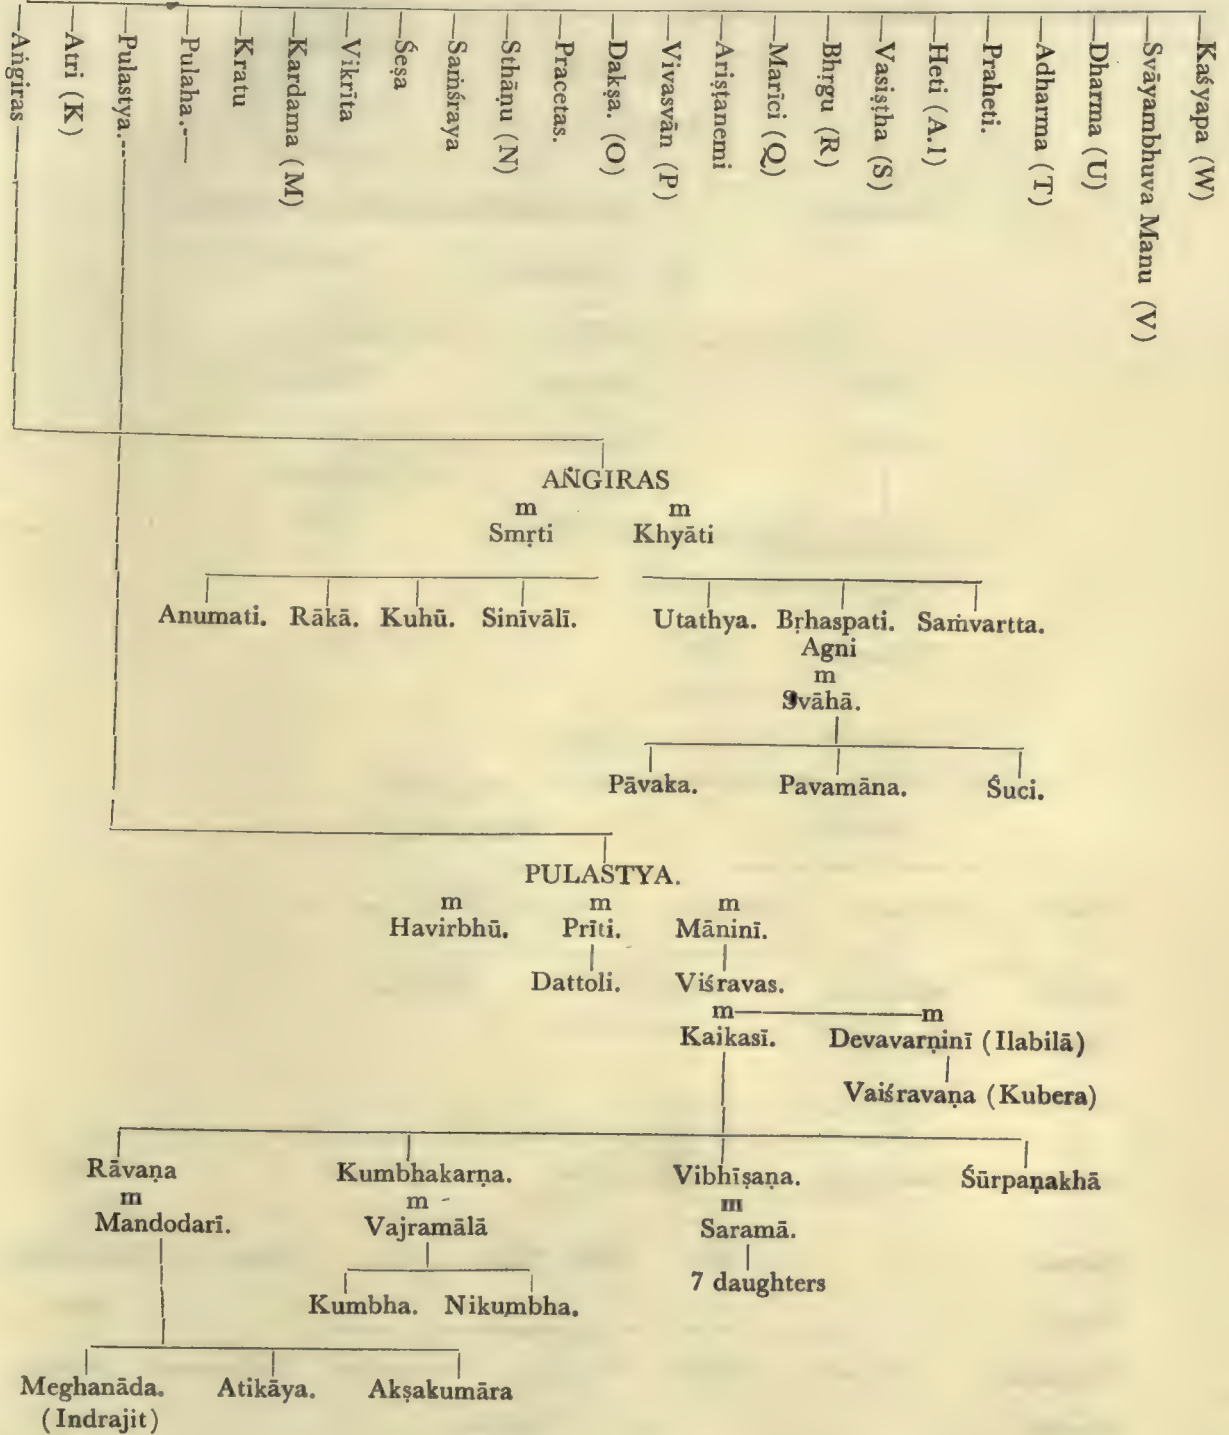 Aṅgiras
Atri (K)
Pulastya.
Pulaha.
Kratu
Kardama (M)
Vikrīta
Śeṣa
Saṁśraya
Sthāṇu (N)
Pracetas.
Dakṣa. (O)
Vivasvān (P)
Ariṣṭanemi
Marīci (Q)
Bhṛgu (R)
Vasiṣṭha (S)
Heti (A.1)
Praheti.
Adharma (T)
Dharma (U)
Svāyambhuva Manu (V)
Kaśyapa (W)
AṄGIRAS
m m
Smṛti Khyāti
Anumati. Rākā. Kuhū. Sinīvālī. Utathya. Bṛhaspati. Saṁvartta.
Agni
m
Svāhā.
Pāvaka. Pavamāna. Śuci.
PULASTYA.
m m m
Havirbhū. Prīti. Māninī.
Dattoli. Viśravas.
m m
Kaikasī. Devavarṇinī (Ilabilā)
Vaiśravaṇa (Kubera)
Rāvaṇa Kumbhakarṇa. Vibhīṣaṇa. Śūrpaṇakhā
m m m
Mandodarī. Vajramālā Saramā.
7 daughters
Kumbha. Nikumbha.
Meghanāda. Atikāya. Akṣakumāra
(Indrajit)